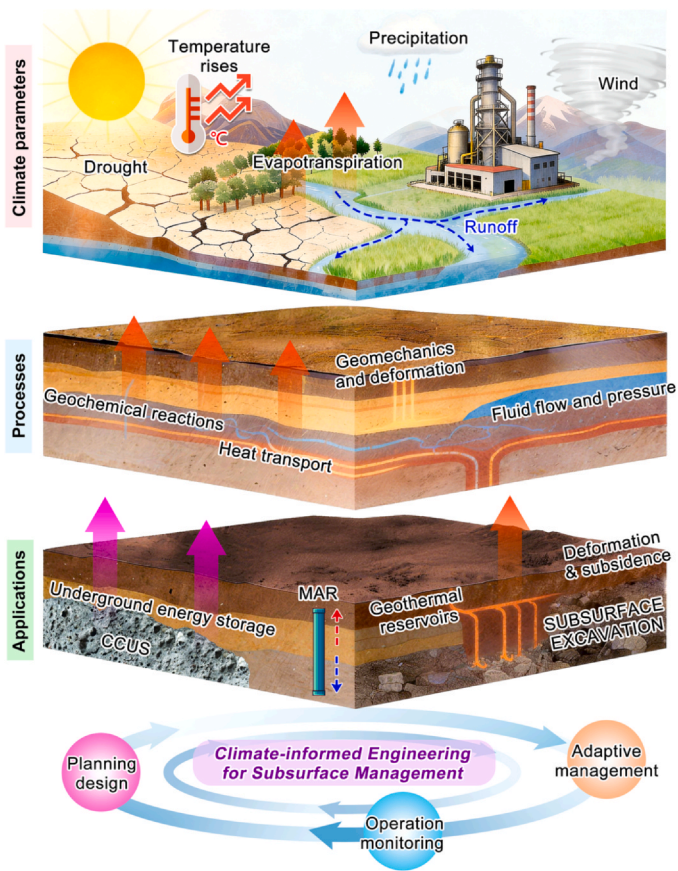 Climate parameters
Temperature
rises
°C
Precipitation
Wind
Drought
Evapotranspiration
Runoff
Processes
Geomechanics
and deformation
Geochemical reactions
Fluid flow and pressure
Heat transport
Applications
Deformation
& subsidence
Underground energy storage
MAR
Geothermal
reservoirs
SUBSURFACE
EXCAVATION
CCUS
Planning
design
Climate-informed Engineering
for Subsurface Management
Adaptive
management
Operation
monitoring